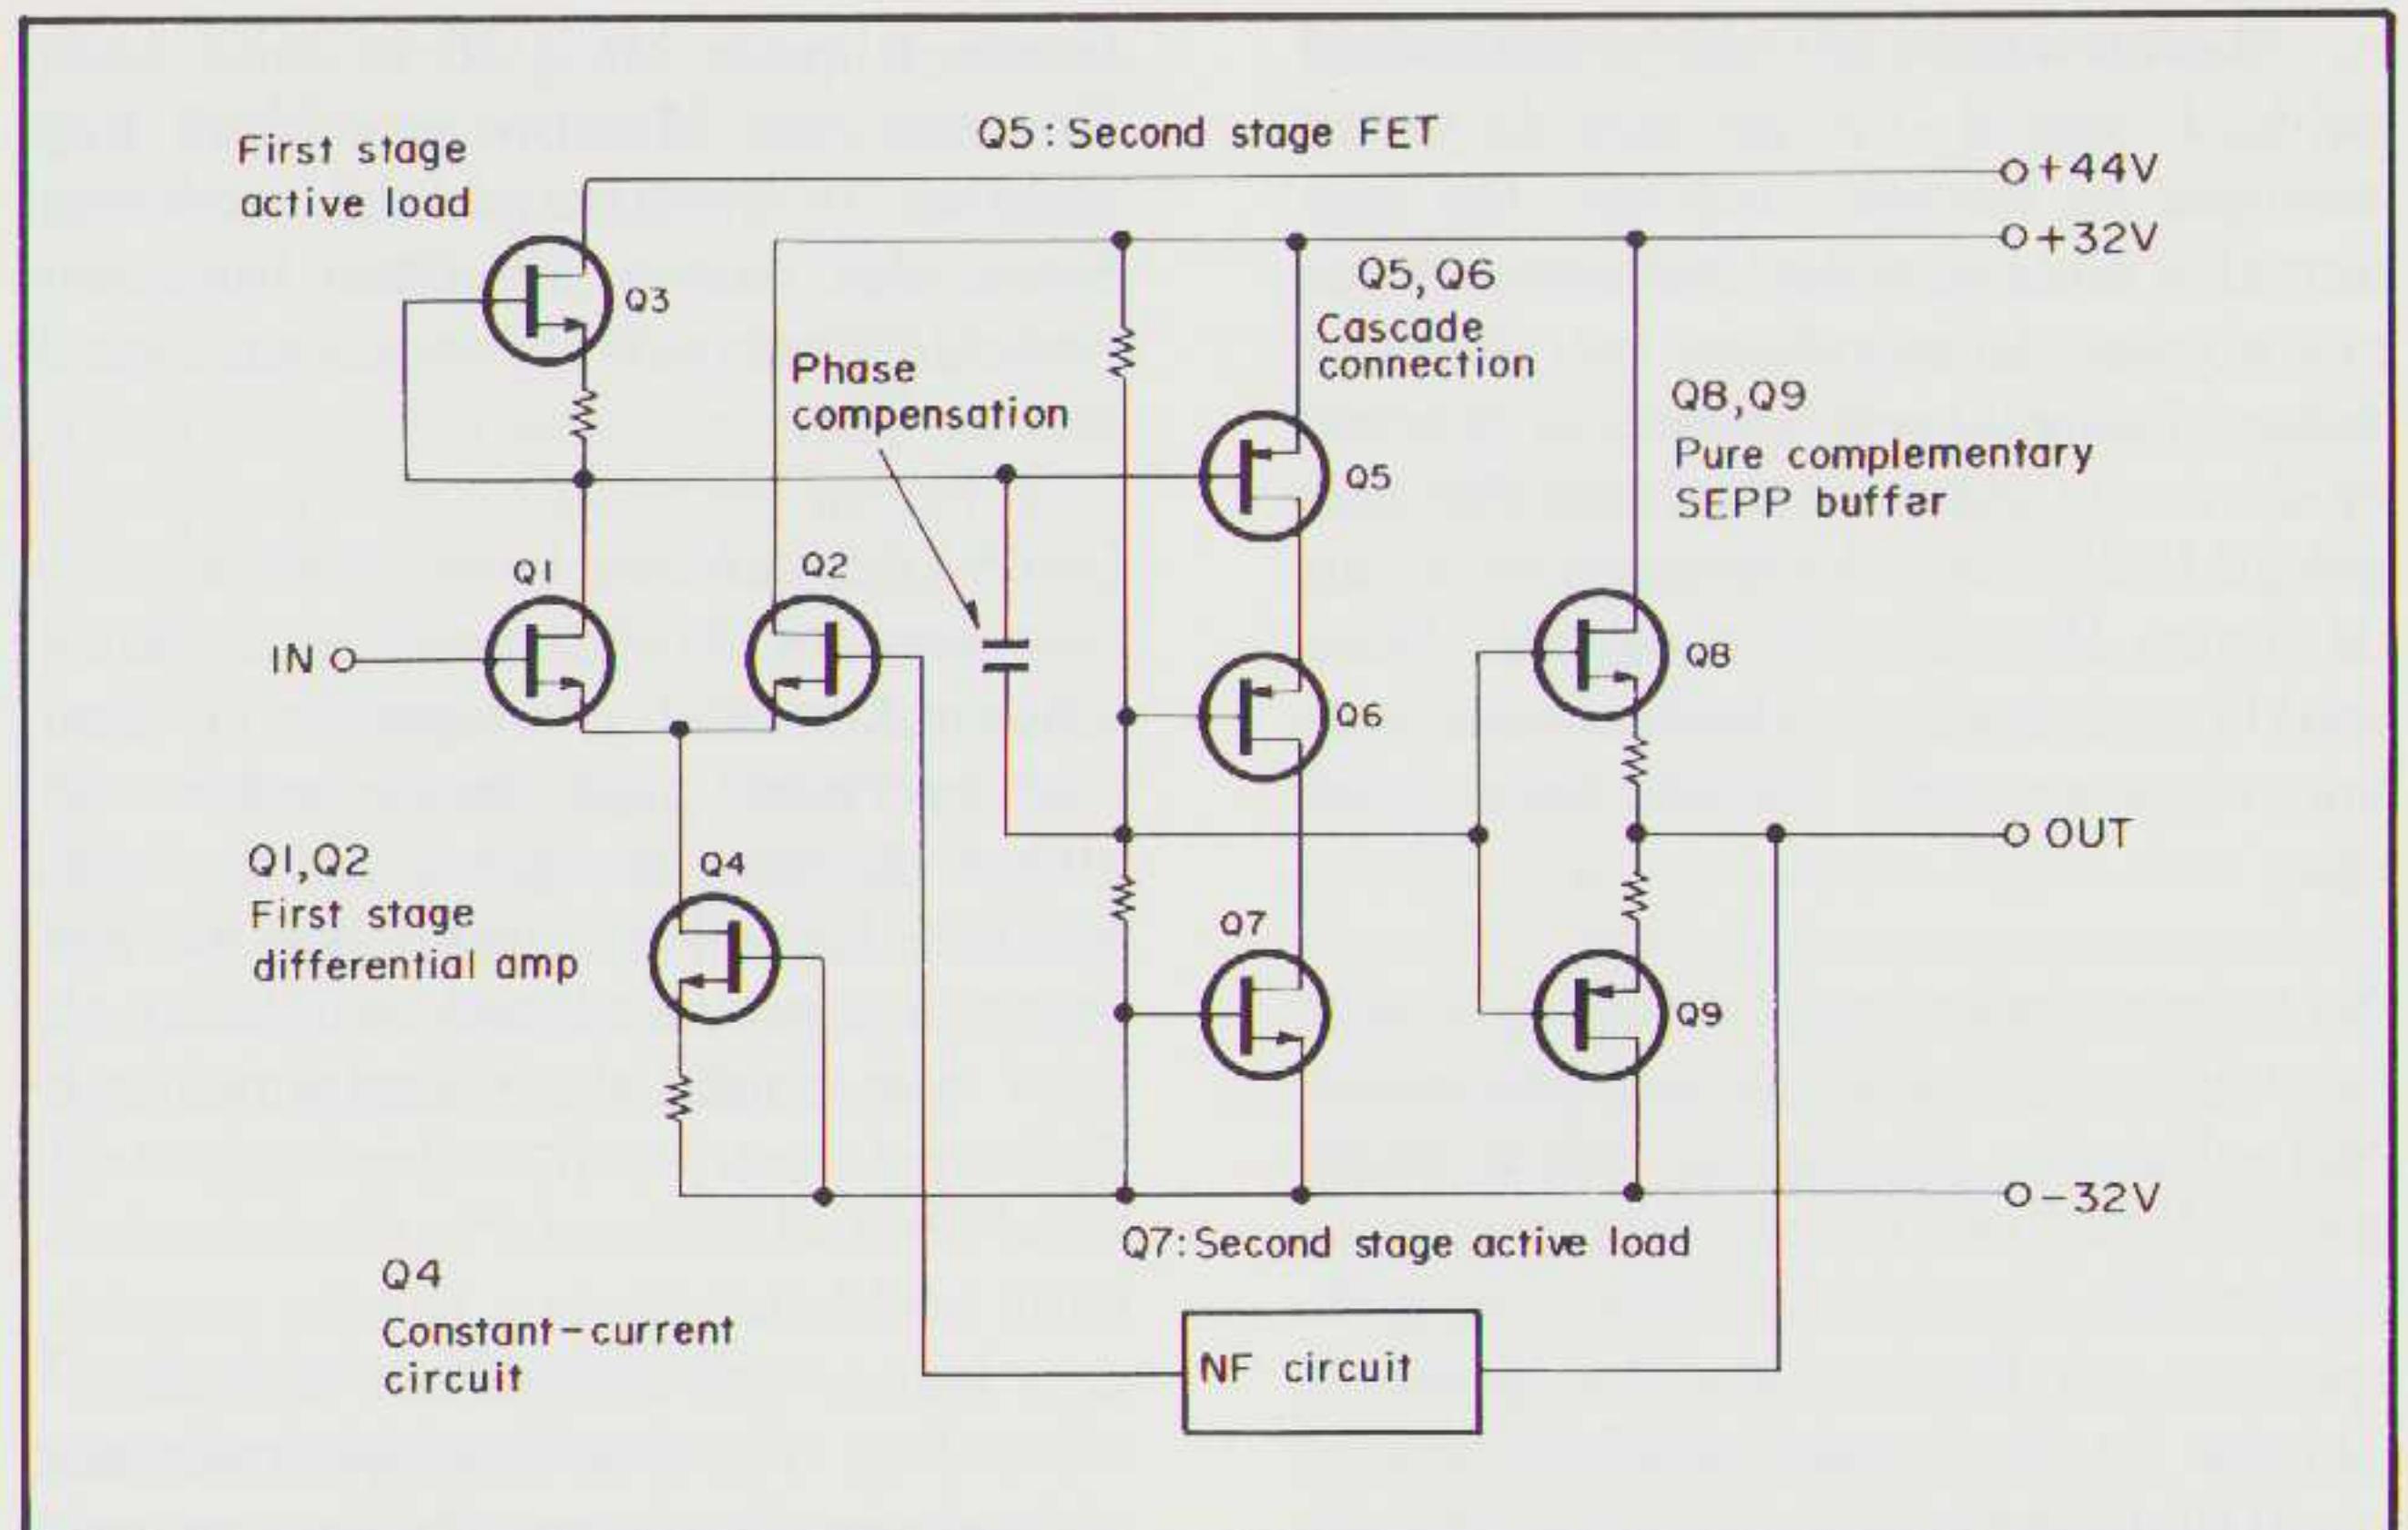 Q5: Second stage FET
First stage
active load
+44V
+32V
Q3
Q5, Q6
Cascade
connection
Phase
compensation
Q8, Q9
Pure complementary
SEPP buffer
Q5
Q1
Q2
IN
Q8
Q6
OUT
Q1, Q2
First stage
differential amp
Q4
Q7
Q9
-32V
Q7: Second stage active load
Q4
Constant-current
circuit
NF circuit